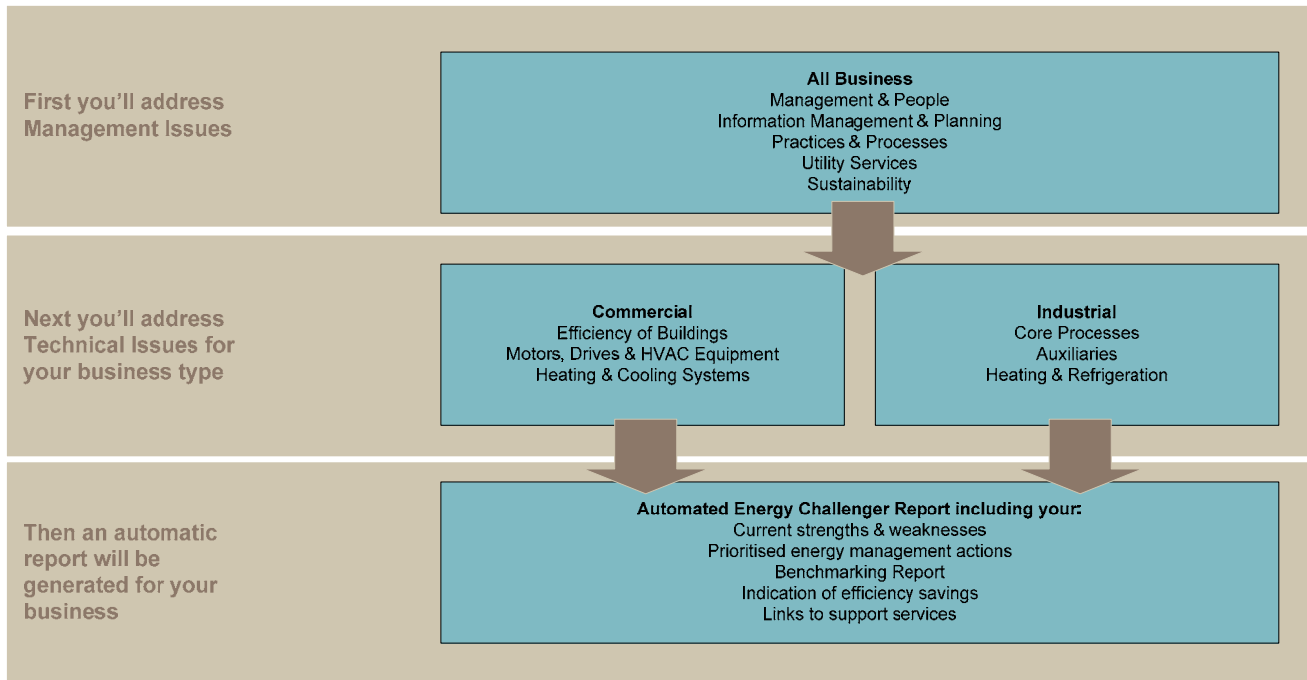 First you'll address
Management Issues
All Business
Management & People
Information Management & Planning
Practices & Processes
Utility Services
Sustainability
Next you'll address
Technical Issues for
your business type
Commercial
Efficiency of Buildings
Motors, Drives & HVAC Equipment
Heating & Cooling Systems
Industrial
Core Processes
Auxiliaries
Heating & Refrigeration
Then an automatic
report will be
generated for your
business
Automated Energy Challenger Report including your:
Current strengths & weaknesses
Prioritised energy management actions
Benchmarking Report
Indication of efficiency savings
Links to support services